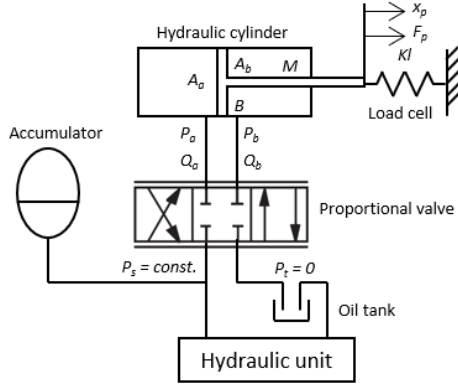 Hydraulic cylinder
x_p
F_p
A_a
A_b
M
Kl
B
Load cell
Accumulator
P_a
P_b
Q_a
Q_b
Proportional valve
P_s = const.
P_t = 0
Oil tank
Hydraulic unit